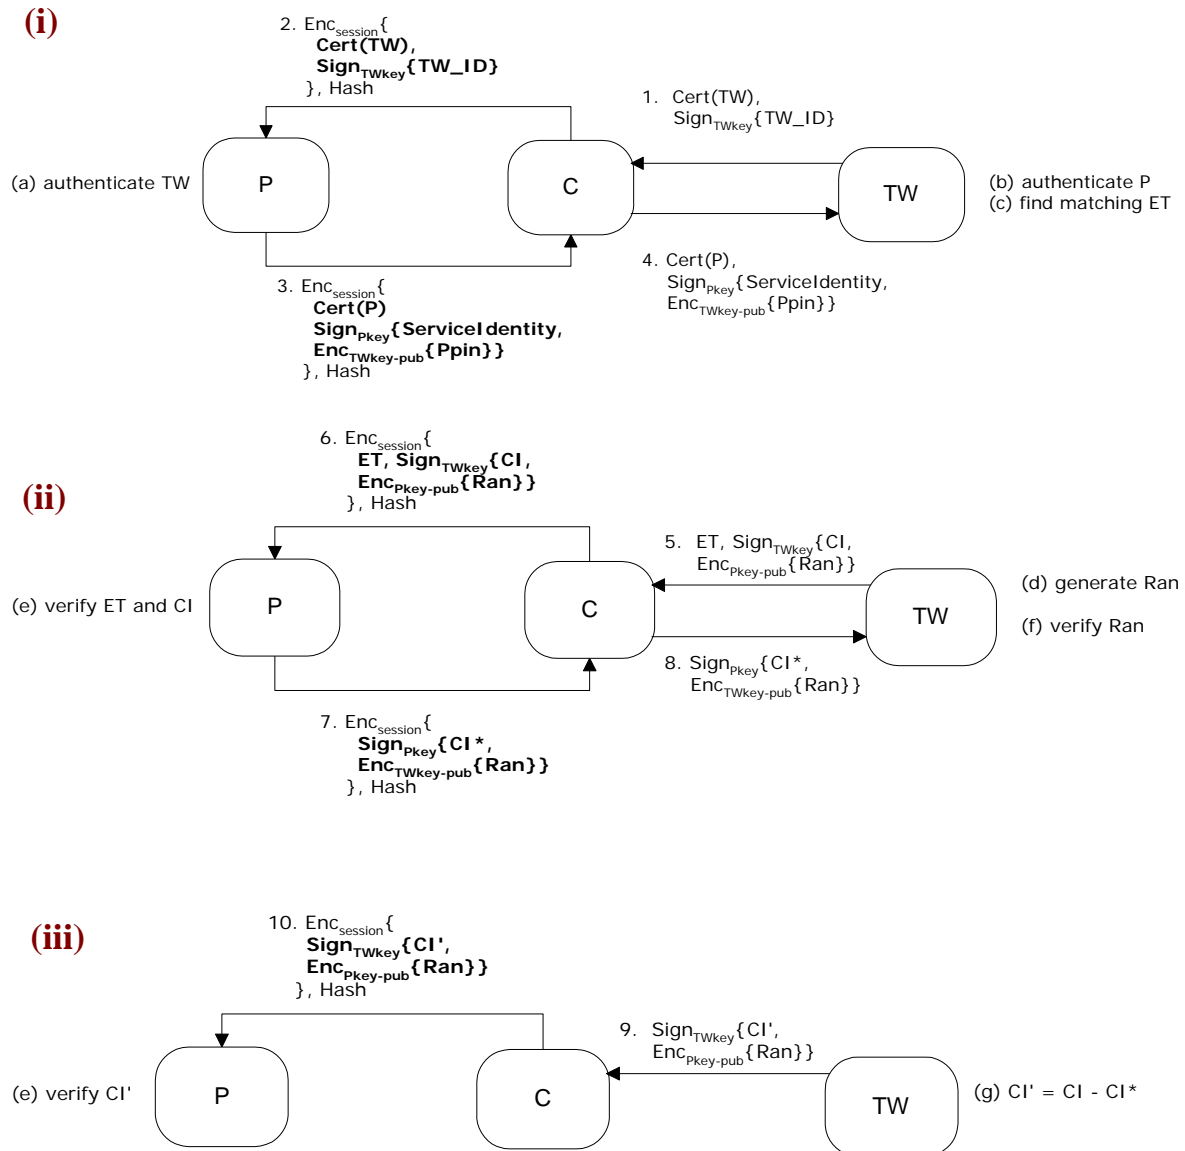 (i)
2. Enc_session{
Cert(TW),
Sign_TWkey{TW_ID}
}, Hash
1. Cert(TW),
Sign_TWkey{TW_ID}
(a) authenticate TW
P
C
TW
(b) authenticate P
(c) find matching ET
3. Enc_session{
Cert(P)
Sign_Pkey{ServiceIdentity,
Enc_TWkey-pub{Ppin}}
}, Hash
4. Cert(P),
Sign_Pkey{ServiceIdentity,
Enc_TWkey-pub{Ppin}}
(ii)
6. Enc_session{
ET, Sign_TWkey{CI,
Enc_Pkey-pub{Ran}}
}, Hash
5. ET, Sign_TWkey{CI,
Enc_Pkey-pub{Ran}}
(e) verify ET and CI
P
C
TW
(d) generate Ran
(f) verify Ran
8. Sign_Pkey{CI*,
Enc_TWkey-pub{Ran}}
7. Enc_session{
Sign_Pkey{CI*,
Enc_TWkey-pub{Ran}}
}, Hash
(iii)
10. Enc_session{
Sign_TWkey{CI',
Enc_Pkey-pub{Ran}}
}, Hash
9. Sign_TWkey{CI',
Enc_Pkey-pub{Ran}}
(e) verify CI'
P
C
TW
(g) CI' = CI - CI*